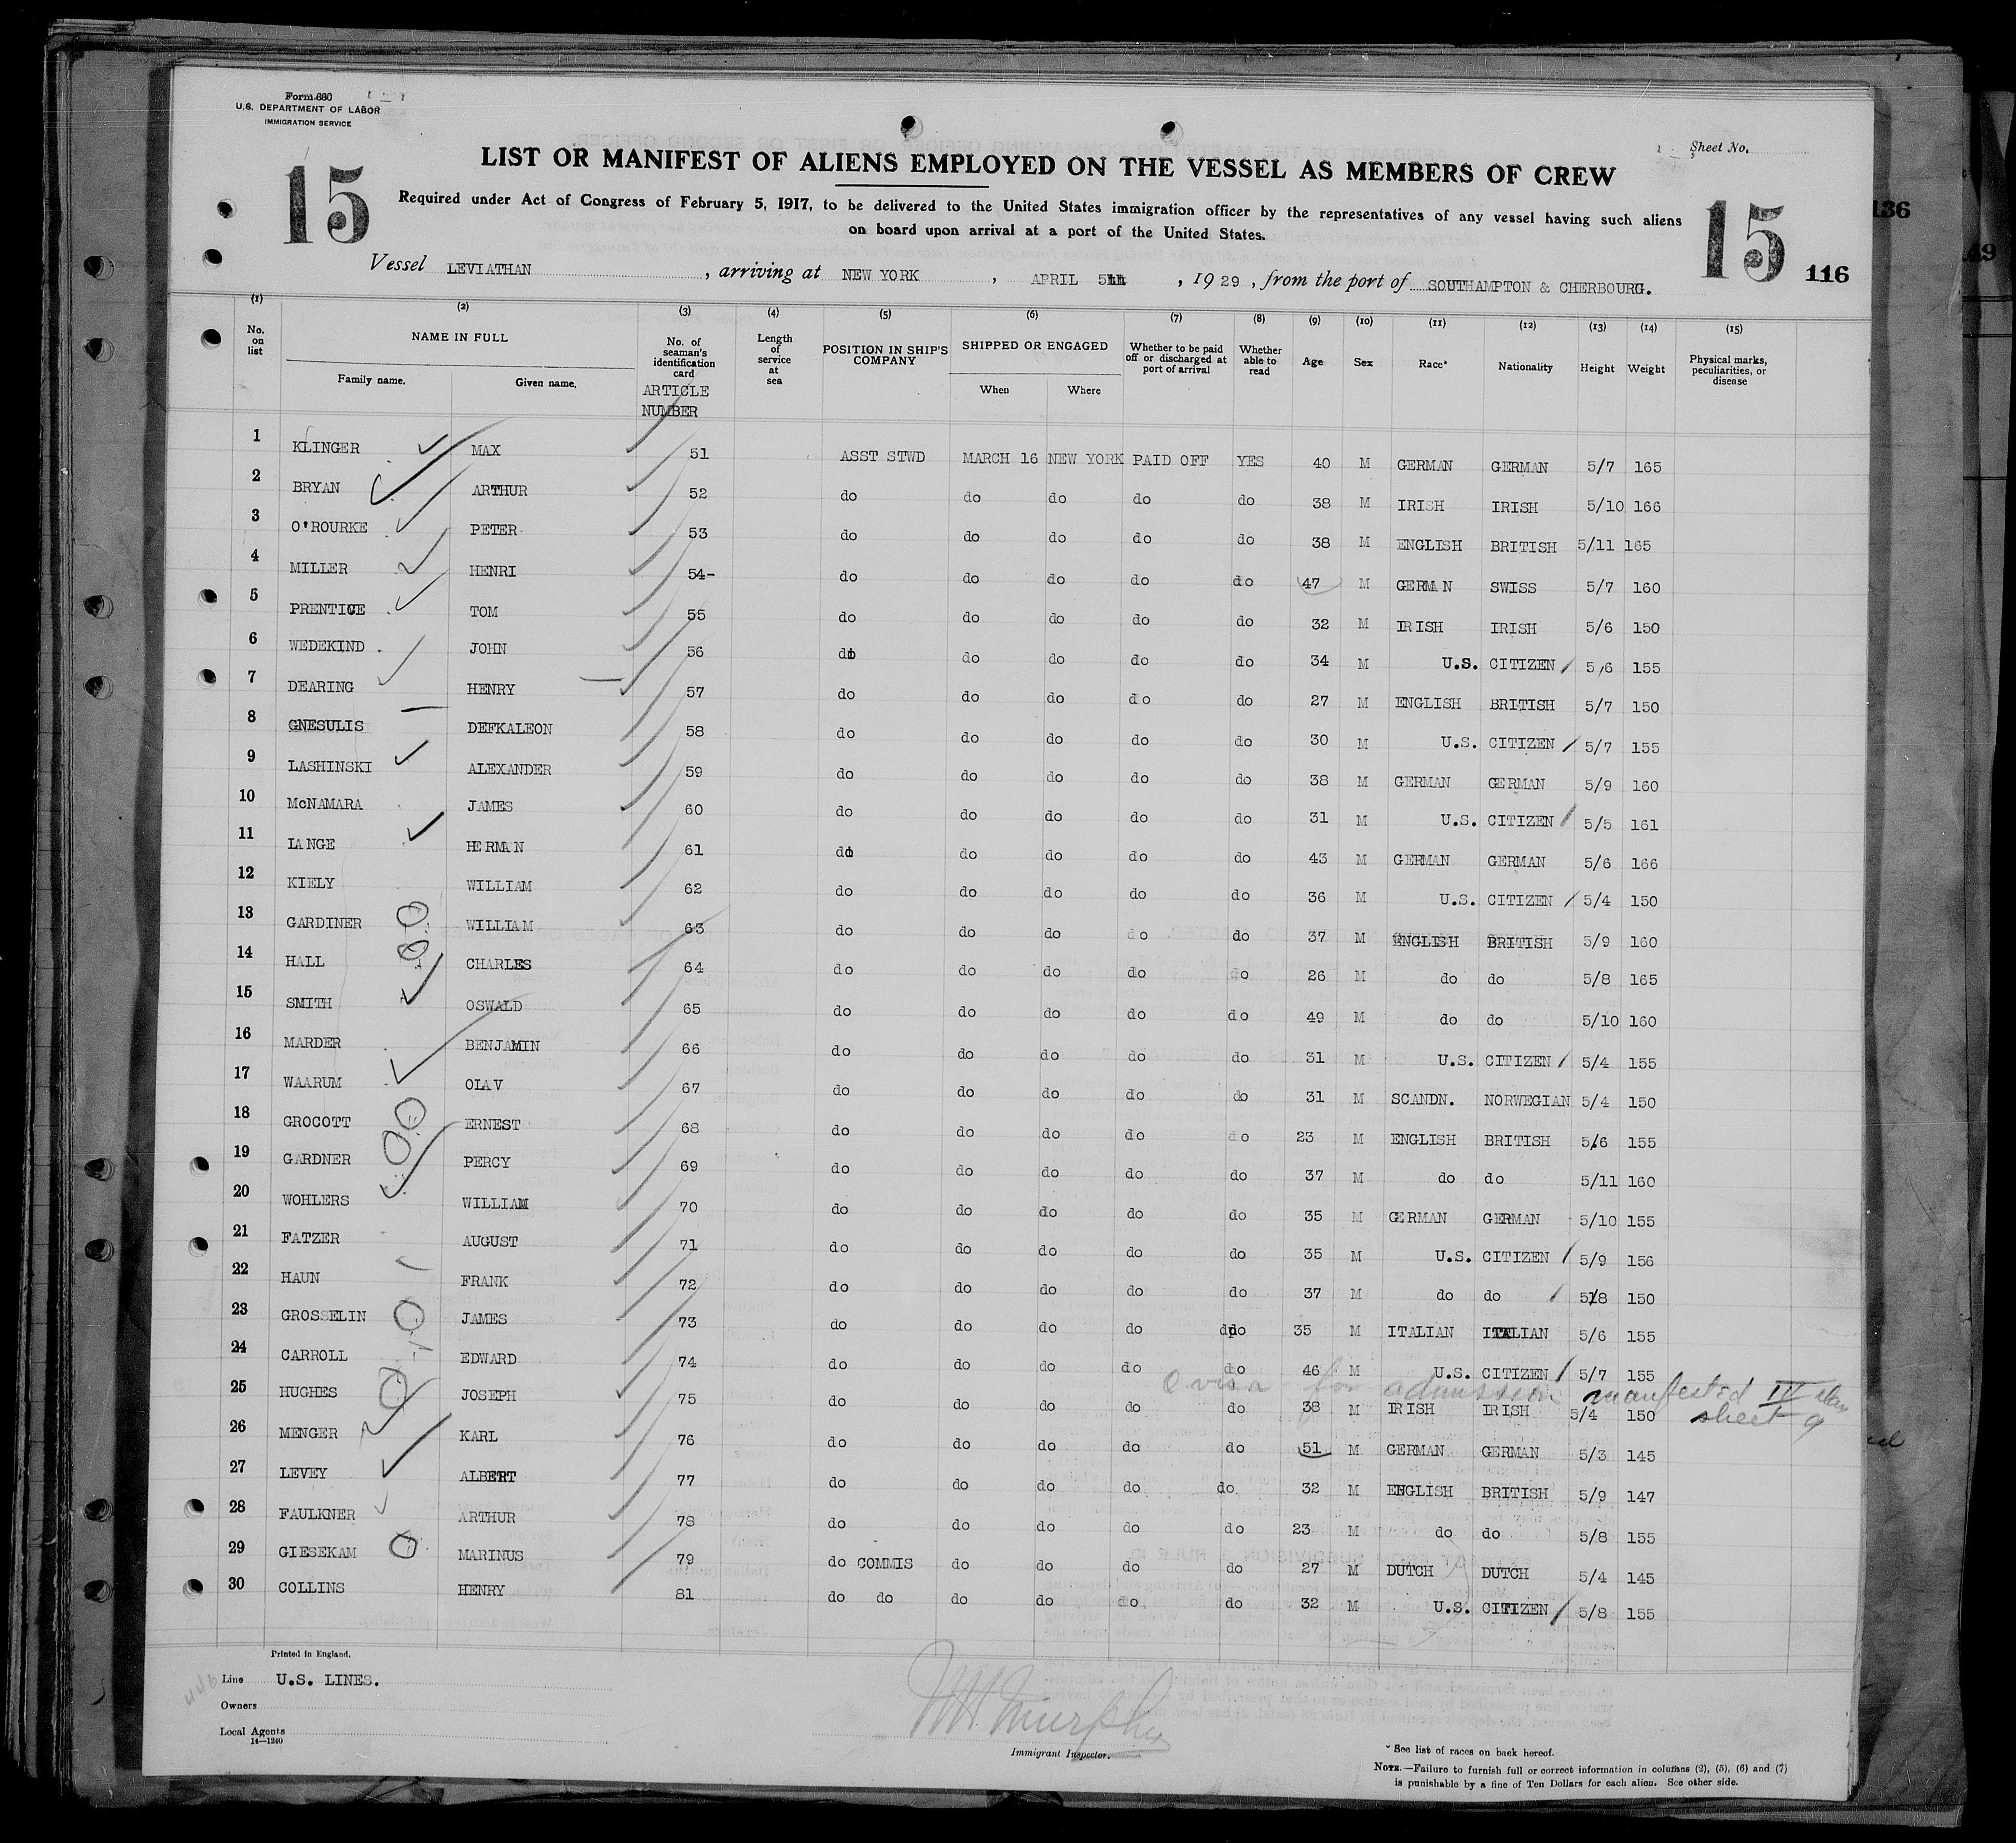 Form 680
U.S. DEPARTMENT OF LABOR
IMMIGRATION SERVICE
Sheet No.
15
LIST OR MANIFEST OF ALIENS EMPLOYED ON THE VESSEL AS MEMBERS OF CREW
15
136
49
Required under Act of Congress of February 5, 1917, to be delivered to the United States immigration officer by the representatives of any vessel having such aliens
on board upon arrival at a port of the United States.
116
Vessel LEVIATHAN, arriving at NEW YORK, APRIL 5th, 1929, from the port of SOUTHAMPTON & CHERBOURG.
(1) (2) (3) (4) (5) (6) (7) (8) (9) (10) (11) (12) (13) (14) (15)
No. on list NAME IN FULL Family name. Given name. No. of seaman's identification card ARTICLE NUMBER Length of service at sea POSITION IN SHIP'S COMPANY SHIPPED OR ENGAGED When Where Whether to be paid off or discharged at port of arrival Whether able to read Age Sex Race* Nationality Height Weight Physical marks, peculiarities, or disease
1 KLINGER MAX 51 ASST STWD MARCH 16 NEW YORK PAID OFF YES 40 M GERMAN GERMAN 5/7 165
2 BRYAN ARTHUR 52 do do do do do 38 M IRISH IRISH 5/10 166
3 O'ROURKE PETER 53 do do do do do 38 M ENGLISH BRITISH 5/11 165
4 MILLER HENRI 54- do do do do do 47 M GERMAN SWISS 5/7 160
5 PRENTICE TOM 55 do do do do do 32 M IRISH IRISH 5/6 150
6 WEDEKIND JOHN 56 do do do do do 34 M U.S. CITIZEN 5/6 155
7 DEARING HENRY 57 do do do do do 27 M ENGLISH BRITISH 5/7 150
8 GNESULIS DEFKALEON 58 do do do do do 30 M U.S. CITIZEN 5/7 155
9 LASHINSKI ALEXANDER 59 do do do do do 38 M GERMAN GERMAN 5/9 160
10 McNAMARA JAMES 60 do do do do do 31 M U.S. CITIZEN 5/5 161
11 LANGE HERMAN 61 do do do do do 43 M GERMAN GERMAN 5/6 166
12 KIELY WILLIAM 62 do do do do do 36 M U.S. CITIZEN 5/4 150
13 GARDINER WILLIAM 63 do do do do do 37 M ENGLISH BRITISH 5/9 160
14 HALL CHARLES 64 do do do do do 26 M do do 5/8 165
15 SMITH OSWALD 65 do do do do do 49 M do do 5/10 160
16 MARDER BENJAMIN 66 do do do do do 31 M U.S. CITIZEN 5/4 155
17 WAARUM OLAV 67 do do do do do 31 M SCANDN. NORWEGIAN 5/4 150
18 GROCOTT ERNEST 68 do do do do do 23 M ENGLISH BRITISH 5/6 155
19 GARDNER PERCY 69 do do do do do 37 M do do 5/11 160
20 WOHLERS WILLIAM 70 do do do do do 35 M GERMAN GERMAN 5/10 155
21 FATZER AUGUST 71 do do do do do 35 M U.S. CITIZEN 5/9 156
22 HAUN FRANK 72 do do do do do 37 M do do 5/8 150
23 GROSSELIN JAMES 73 do do do do do 35 M ITALIAN ITALIAN 5/6 155
24 CARROLL EDWARD 74 do do do do do 46 M U.S. CITIZEN 5/7 155
visa for admission manifested III
25 HUGHES JOSEPH 75 do do do do do 38 M IRISH IRISH 5/4 150 sheet 9
26 MENGER KARL 76 do do do do do 51 M GERMAN GERMAN 5/3 145
27 LEVEY ALBERT 77 do do do do do 32 M ENGLISH BRITISH 5/9 147
28 FAULKNER ARTHUR 78 do do do do do 23 M do do 5/8 155
29 GIESEKAM MARINUS 79 do COMMIS do do do do 27 M DUTCH DUTCH 5/4 145
30 COLLINS HENRY 81 do do do do do do 32 M U.S. CITIZEN 5/8 155
Printed in England.
Line U.S. LINES.
Owners
Local Agents
14—1240
Murphy
Immigrant Inspector.
* See list of races on back hereof.
NOTE.—Failure to furnish full or correct information in columns (2), (5), (6) and (7)
is punishable by a fine of Ten Dollars for each alien. See other side.